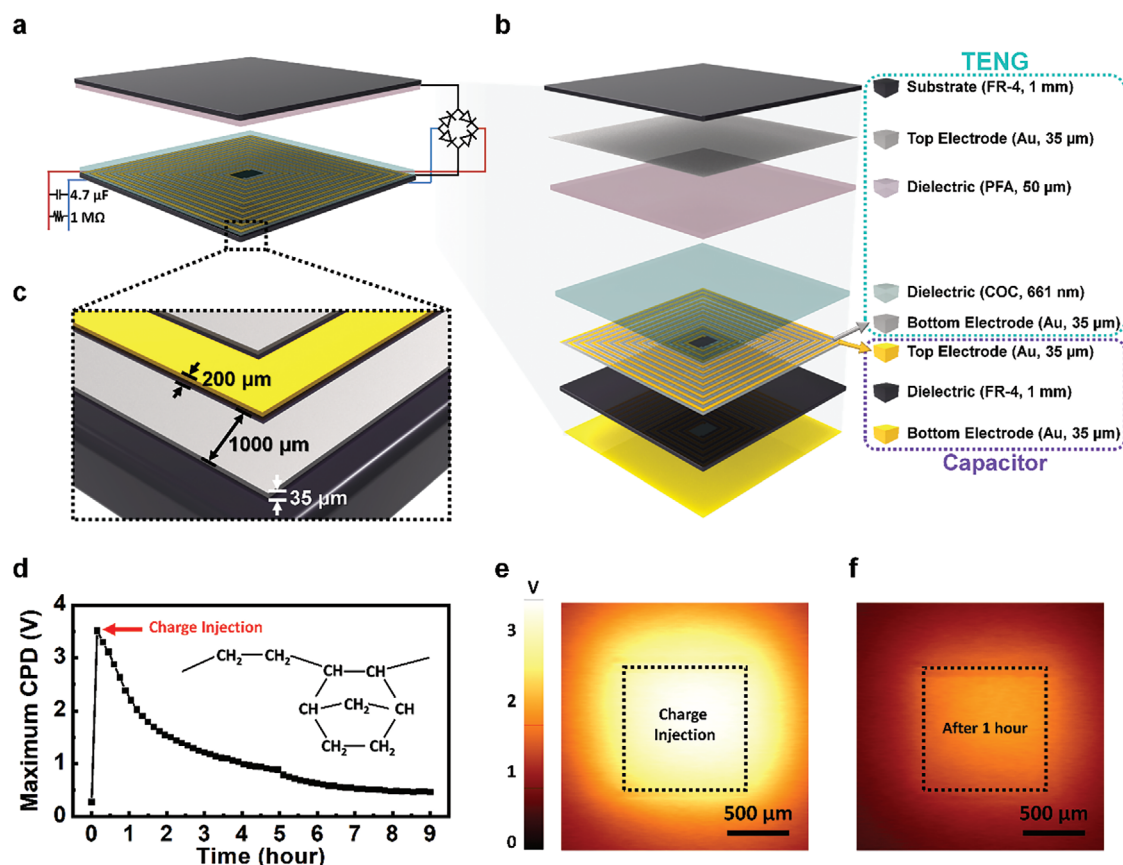 a
4.7 µF
1 MΩ
b
TENG
Substrate (FR-4, 1 mm)
Top Electrode (Au, 35 µm)
Dielectric (PFA, 50 µm)
Dielectric (COC, 661 nm)
Bottom Electrode (Au, 35 µm)
Top Electrode (Au, 35 µm)
Dielectric (FR-4, 1 mm)
Bottom Electrode (Au, 35 µm)
Capacitor
c
200 µm
1000 µm
35 µm
d
Maximum CPD (V)
4
3
2
1
0
Charge Injection
CH₂ CH₂ CH CH
CH CH₂ CH
CH₂ CH₂
0 1 2 3 4 5 6 7 8 9
Time (hour)
e
V
3
2
1
0
Charge
Injection
500 µm
f
After 1 hour
500 µm